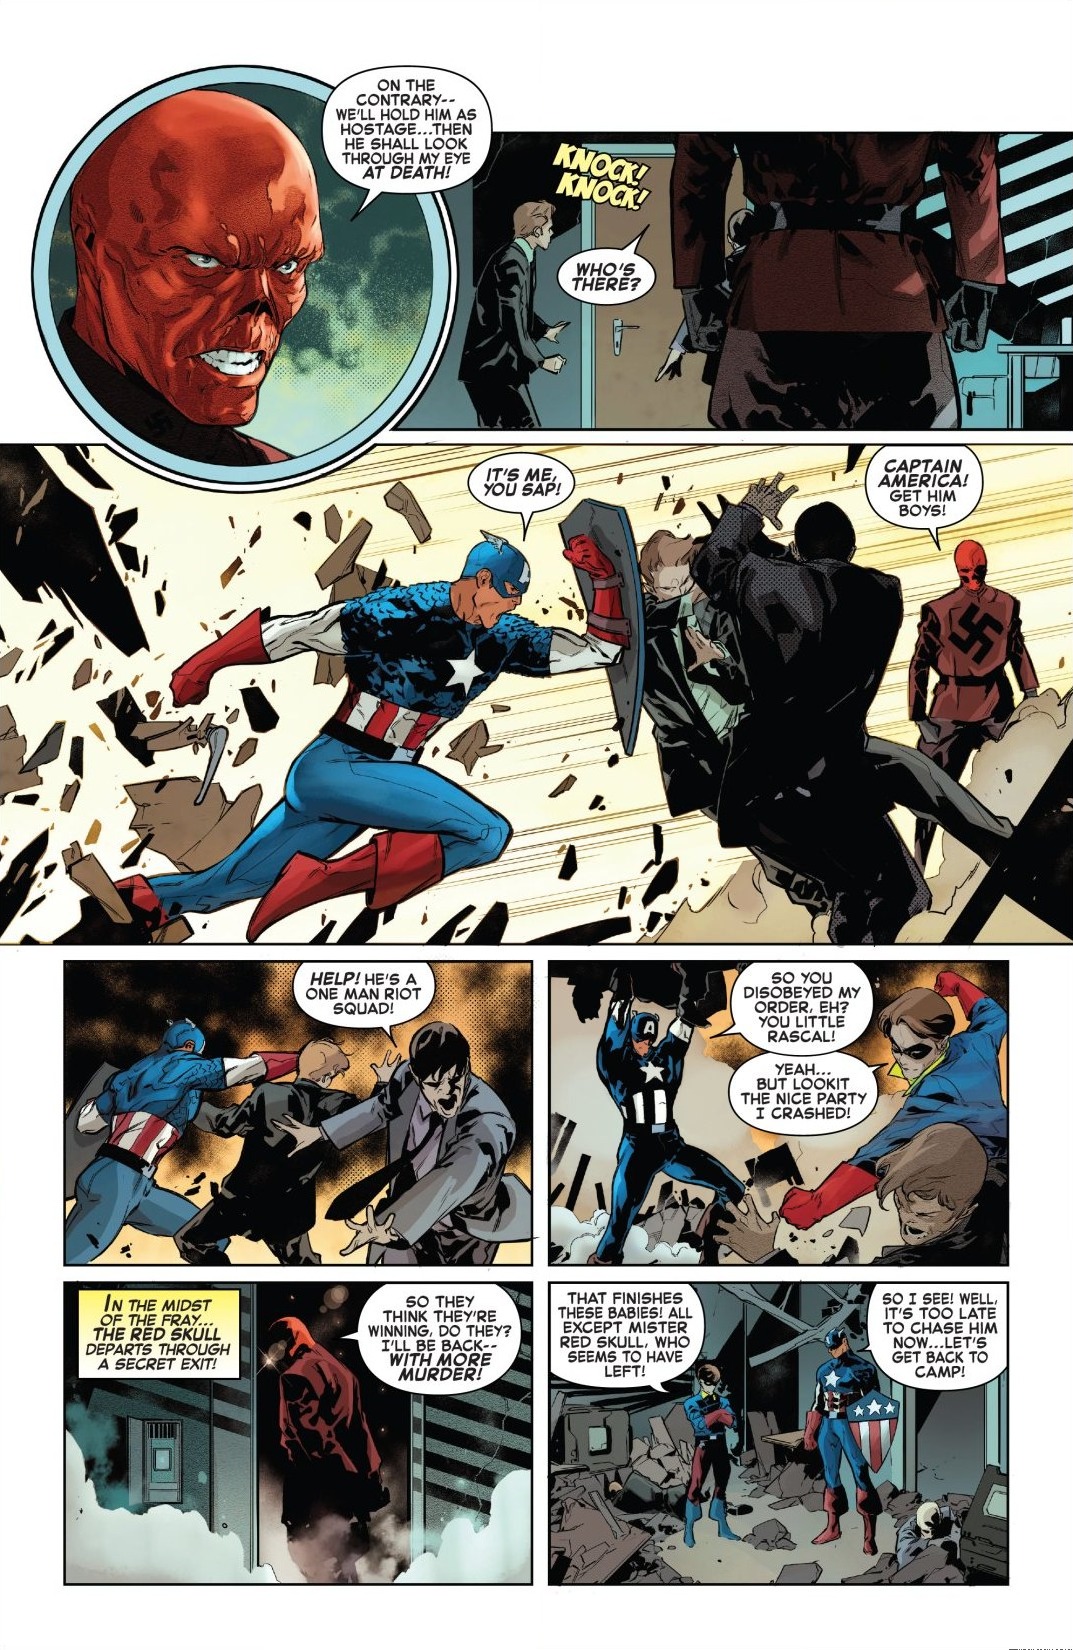 ON THE
CONTRARY--
WE'LL HOLD HIM AS
HOSTAGE...THEN
HE SHALL LOOK
THROUGH MY EYE
AT DEATH!
KNOCK!
KNOCK!
WHO'S
THERE?
IT'S ME,
YOU SAP!
CAPTAIN
AMERICA!
GET HIM
BOYS!
HELP! HE'S A
ONE MAN RIOT
SQUAD!
SO YOU
DISOBEYED MY
ORDER, EH?
YOU LITTLE
RASCAL!
YEAH...
BUT LOOKIT
THE NICE PARTY
I CRASHED!
IN THE MIDST
OF THE FRAY...
THE RED SKULL
DEPARTS THROUGH
A SECRET EXIT!
SO THEY
THINK THEY'RE
WINNING, DO THEY?
I'LL BE BACK--
WITH MORE
MURDER!
THAT FINISHES
THESE BABIES! ALL
EXCEPT MISTER
RED SKULL, WHO
SEEMS TO HAVE
LEFT!
SO I SEE! WELL,
IT'S TOO LATE
TO CHASE HIM
NOW...LET'S
GET BACK TO
CAMP!